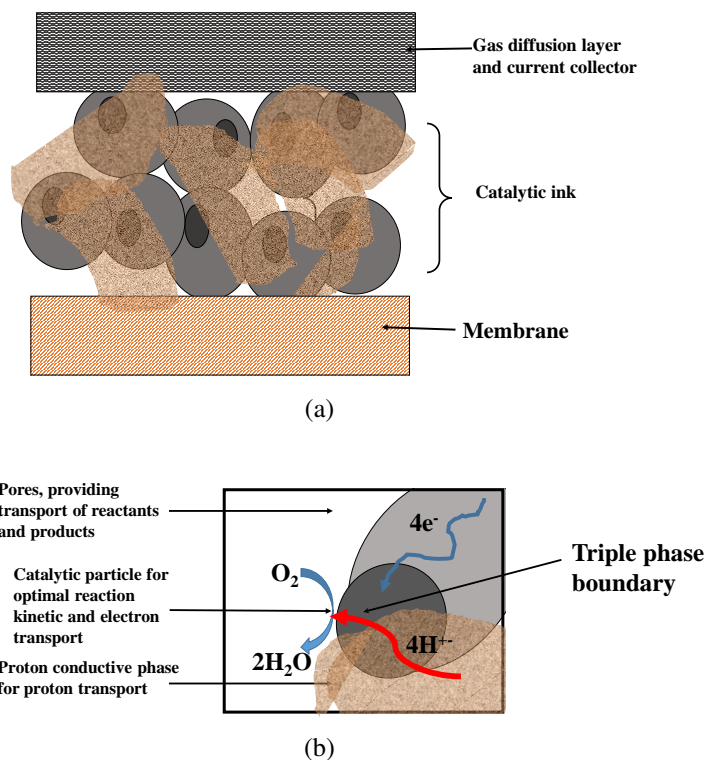 Gas diffusion layer
and current collector
Catalytic ink
Membrane
(a)
Pores, providing
transport of reactants
and products
Catalytic particle for
optimal reaction
kinetic and electron
transport
Proton conductive phase
for proton transport
O₂
2H₂O
4e⁻
4H⁺⁻
Triple phase
boundary
(b)